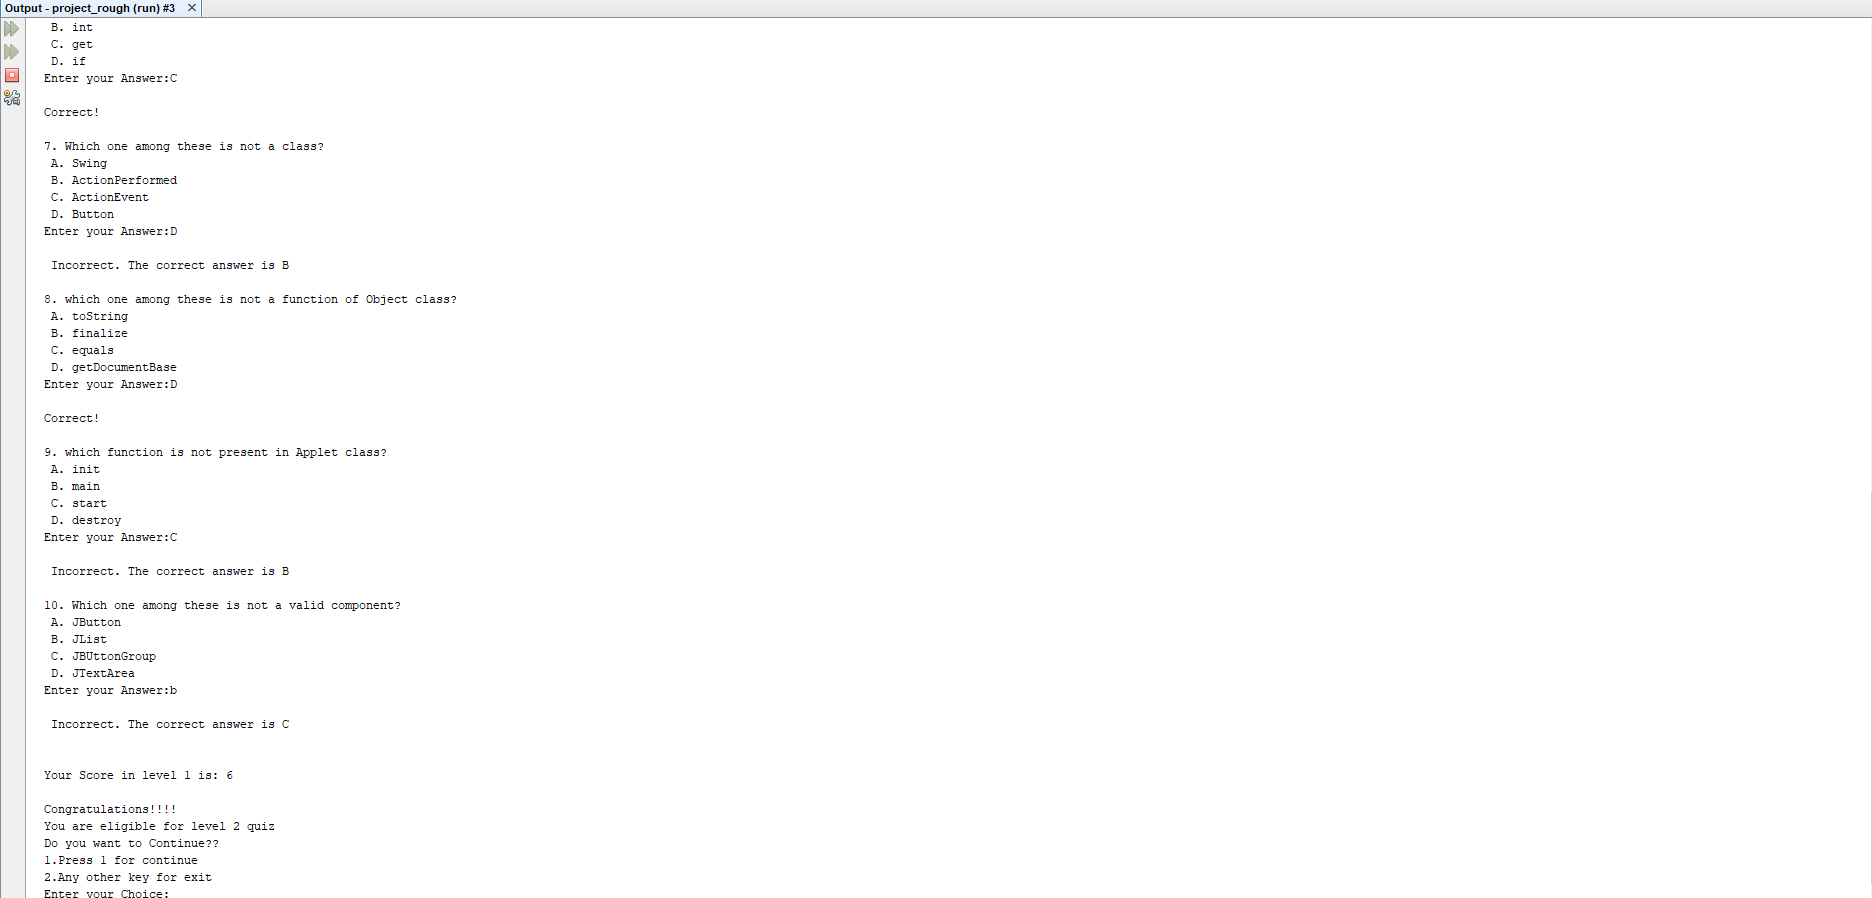 Output - project_rough (run) #3
B. int
C. get
D. if
Enter your Answer:C
Correct!
7. Which one among these is not a class?
A. Swing
B. ActionPerformed
C. ActionEvent
D. Button
Enter your Answer:D
Incorrect. The correct answer is B
8. which one among these is not a function of Object class?
A. toString
B. finalize
C. equals
D. getDocumentBase
Enter your Answer:D
Correct!
9. which function is not present in Applet class?
A. init
B. main
C. start
D. destroy
Enter your Answer:C
Incorrect. The correct answer is B
10. Which one among these is not a valid component?
A. JButton
B. JList
C. JBUttonGroup
D. JTextArea
Enter your Answer:b
Incorrect. The correct answer is C
Your Score in level 1 is: 6
Congratulations!!!!
You are eligible for level 2 quiz
Do you want to Continue??
1.Press 1 for continue
2.Any other key for exit
Enter your Choice: